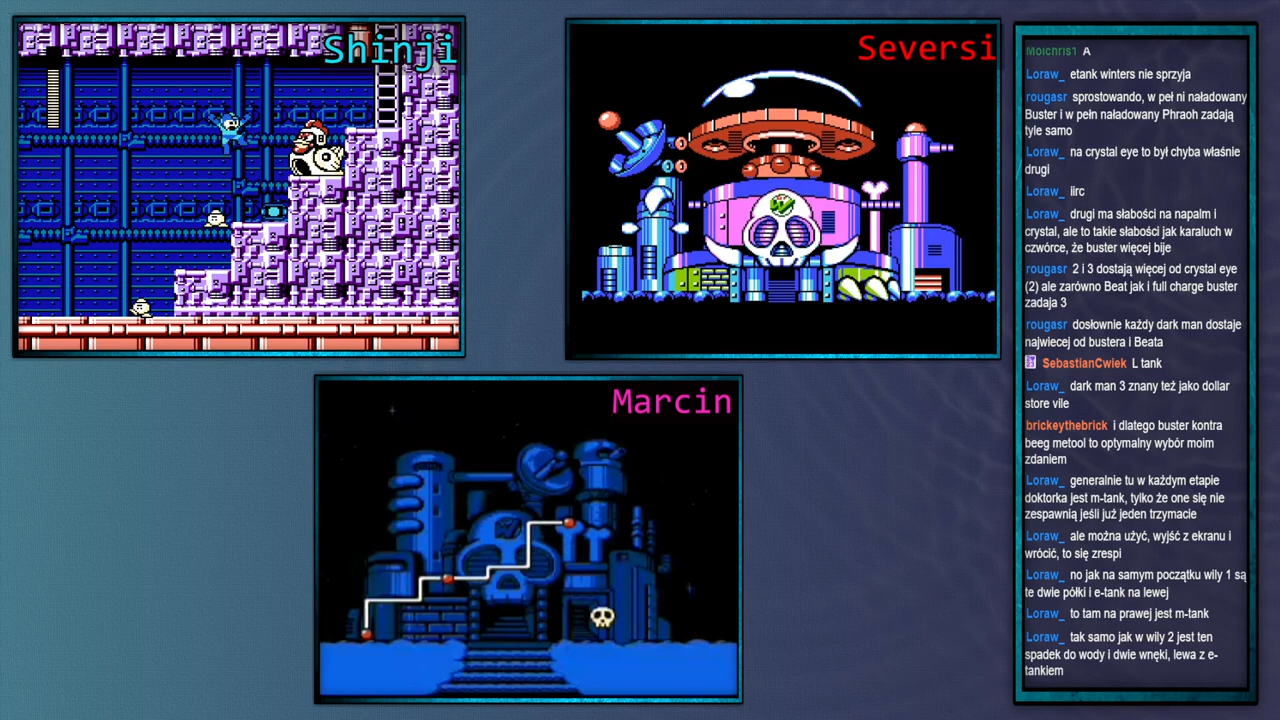 Shinji
Seversi
Marcin
Moichris1 A
Loraw_ etank winters nie sprzyja
rougasr sprostowando, w peł ni naładowany
Buster i w pełi naładowany Phraoh zadają
tyle samo
Loraw_ na crystal eye to był chyba właśnie
drugi
Loraw_ iirc
Loraw_ drugi ma słabości na napalm i
crystal, ale to takie słabości jak karaluch w
czwórce, że buster więcej bije
rougasr 2 i 3 dostają więcej od crystal eye
(2) ale zarówno Beat jak i full charge buster
zadają 3
rougasr dosłownie każdy dark man dostaje
najwiecej od bustera i Beata
SebastianCwiek L tank
Loraw_ dark man 3 znany też jako dollar
store vile
brickeythebrick i dlatego buster kontra
beeg metool to optymalny wybór moim
zdaniem
Loraw_ generalnie tu w każdym etapie
doktorka jest m-tank, tylko że one się nie
zespawnią jeśli już jeden trzymacie
Loraw_ ale można użyć, wyjść z ekranu i
wrócić, to się zrespi
Loraw_ no jak na samym początku wily 1 są
te dwie półki i e-tank na lewej
Loraw_ to tam na prawej jest m-tank
Loraw_ tak samo jak w wily 2 jest ten
spadek do wody i dwie wnęki, lewa z e-
tankiem